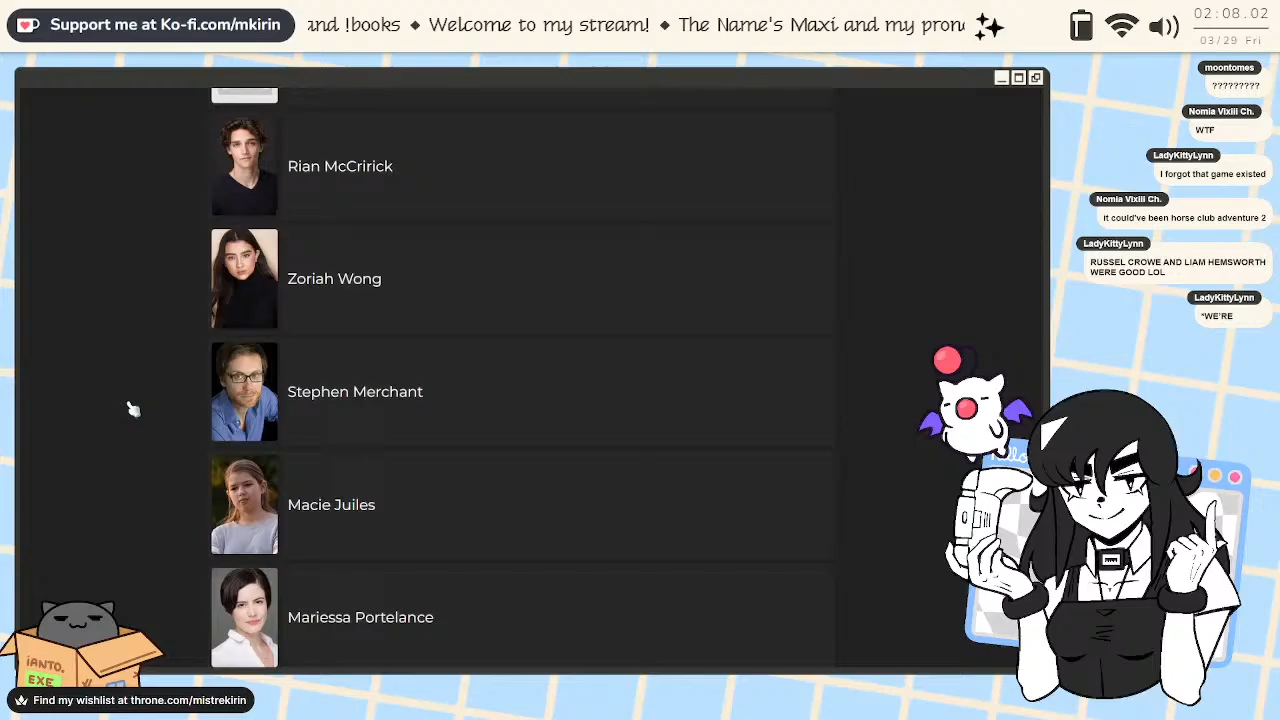 Support me at Ko-fi.com/mkirin
and !books ◆ Welcome to my stream! ◆ The Name's Maxi and my pron
02:08.02
03/29 Fri
moontomes
?????????
Nomia Vixiii Ch.
WTF
LadyKittyLynn
I forgot that game existed
Nomia Vixiii Ch.
it could've been horse club adventure 2
LadyKittyLynn
RUSSEL CROWE AND LIAM HEMSWORTH
WERE GOOD LOL
LadyKittyLynn
*WE'RE
Rian McCririck
Zoriah Wong
Stephen Merchant
Macie Juiles
Mariessa Portelance
iANTO.
EXE
Find my wishlist at throne.com/mistrekirin